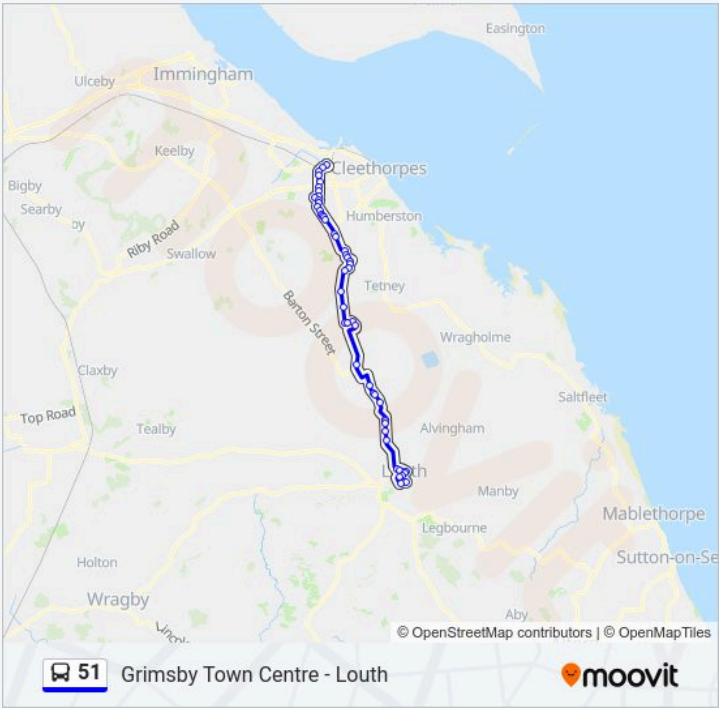 Easington
Immingham
Ulceby
Keelby
Cleethorpes
Bigby
Searby
by
Humberston
Riby Road
Swallow
Tetney
Barton Street
Wragholme
Claxby
Saltfleet
Top Road
Tealby
Alvingham
Louth
Manby
Mablethorpe
Legbourne
Sutton-on-Se
Holton
Wragby
Aby
Lincoln
© OpenStreetMap contributors | © OpenMapTiles
51 Grimsby Town Centre - Louth
moovit